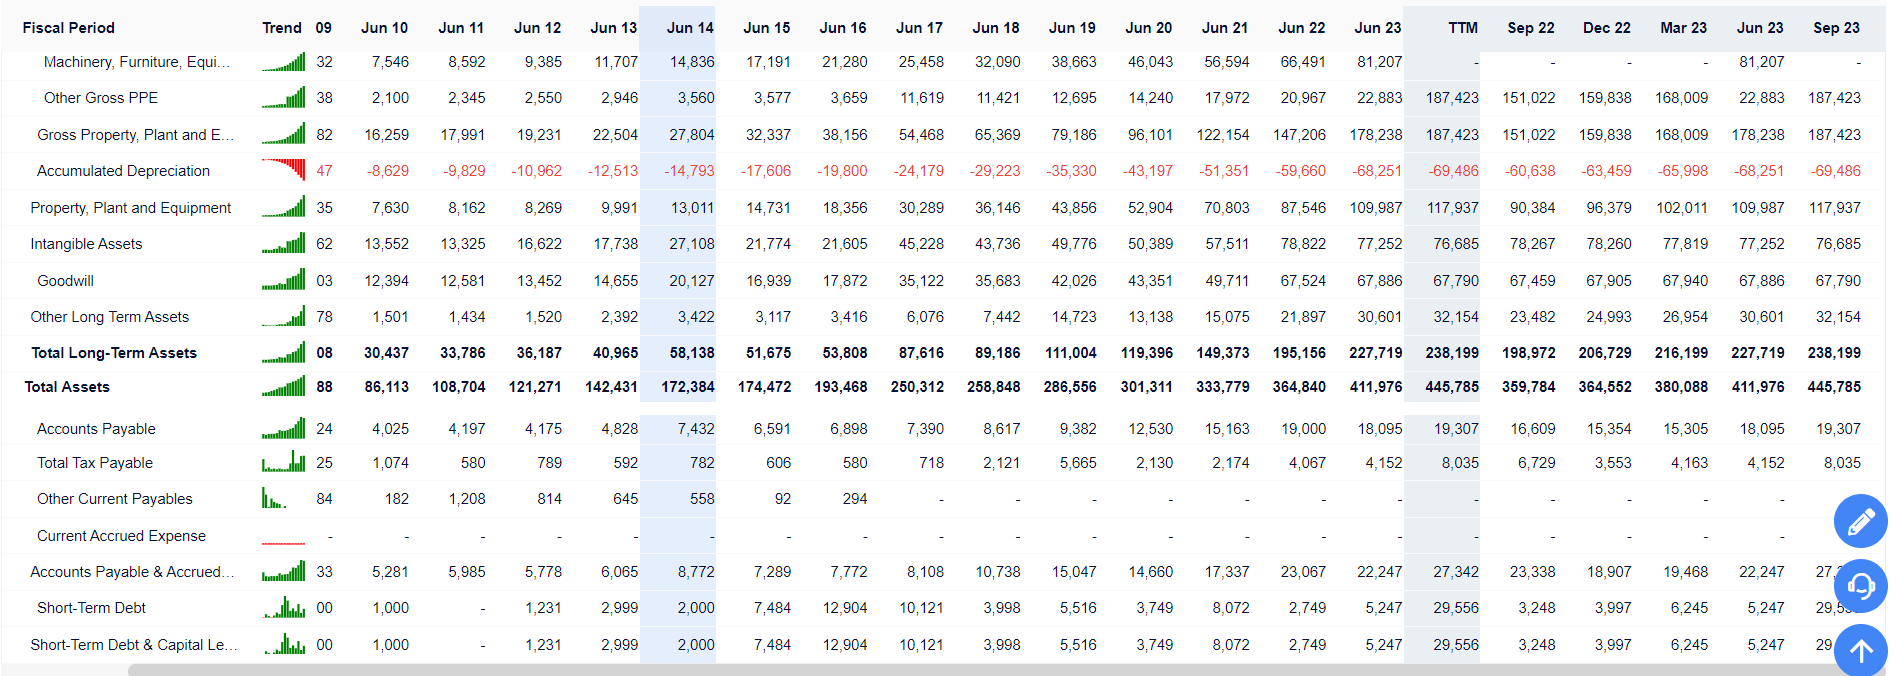 Fiscal Period Trend 09 Jun 10 Jun 11 Jun 12 Jun 13 Jun 14 Jun 15 Jun 16 Jun 17 Jun 18 Jun 19 Jun 20 Jun 21 Jun 22 Jun 23 TTM Sep 22 Dec 22 Mar 23 Jun 23 Sep 23
Machinery, Furniture, Equi... 32 7,546 8,592 9,385 11,707 14,836 17,191 21,280 25,458 32,090 38,663 46,043 56,594 66,491 81,207 - - - - 81,207 -
Other Gross PPE 38 2,100 2,345 2,550 2,946 3,560 3,577 3,659 11,619 11,421 12,695 14,240 17,972 20,967 22,883 187,423 151,022 159,838 168,009 22,883 187,423
Gross Property, Plant and E... 82 16,259 17,991 19,231 22,504 27,804 32,337 38,156 54,468 65,369 79,186 96,101 122,154 147,206 178,238 187,423 151,022 159,838 168,009 178,238 187,423
Accumulated Depreciation 47 -8,629 -9,829 -10,962 -12,513 -14,793 -17,606 -19,800 -24,179 -29,223 -35,330 -43,197 -51,351 -59,660 -68,251 -69,486 -60,638 -63,459 -65,998 -68,251 -69,486
Property, Plant and Equipment 35 7,630 8,162 8,269 9,991 13,011 14,731 18,356 30,289 36,146 43,856 52,904 70,803 87,546 109,987 117,937 90,384 96,379 102,011 109,987 117,937
Intangible Assets 62 13,552 13,325 16,622 17,738 27,108 21,774 21,605 45,228 43,736 49,776 50,389 57,511 78,822 77,252 76,685 78,267 78,260 77,819 77,252 76,685
Goodwill 03 12,394 12,581 13,452 14,655 20,127 16,939 17,872 35,122 35,683 42,026 43,351 49,711 67,524 67,886 67,790 67,459 67,905 67,940 67,886 67,790
Other Long Term Assets 78 1,501 1,434 1,520 2,392 3,422 3,117 3,416 6,076 7,442 14,723 13,138 15,075 21,897 30,601 32,154 23,482 24,993 26,954 30,601 32,154
Total Long-Term Assets 08 30,437 33,786 36,187 40,965 58,138 51,675 53,808 87,616 89,186 111,004 119,396 149,373 195,156 227,719 238,199 198,972 206,729 216,199 227,719 238,199
Total Assets 88 86,113 108,704 121,271 142,431 172,384 174,472 193,468 250,312 258,848 286,556 301,311 333,779 364,840 411,976 445,785 359,784 364,552 380,088 411,976 445,785
Accounts Payable 24 4,025 4,197 4,175 4,828 7,432 6,591 6,898 7,390 8,617 9,382 12,530 15,163 19,000 18,095 19,307 16,609 15,354 15,305 18,095 19,307
Total Tax Payable 25 1,074 580 789 592 782 606 580 718 2,121 5,665 2,130 2,174 4,067 4,152 8,035 6,729 3,553 4,163 4,152 8,035
Other Current Payables 84 182 1,208 814 645 558 92 294 - - - - - - - - - - - -
Current Accrued Expense - - - - - - - - - - - - - - - - - - - -
Accounts Payable & Accrued... 33 5,281 5,985 5,778 6,065 8,772 7,289 7,772 8,108 10,738 15,047 14,660 17,337 23,067 22,247 27,342 23,338 18,907 19,468 22,247 27,
Short-Term Debt 00 1,000 - 1,231 2,999 2,000 7,484 12,904 10,121 3,998 5,516 3,749 8,072 2,749 5,247 29,556 3,248 3,997 6,245 5,247 29,
Short-Term Debt & Capital Le... 00 1,000 - 1,231 2,999 2,000 7,484 12,904 10,121 3,998 5,516 3,749 8,072 2,749 5,247 29,556 3,248 3,997 6,245 5,247 29